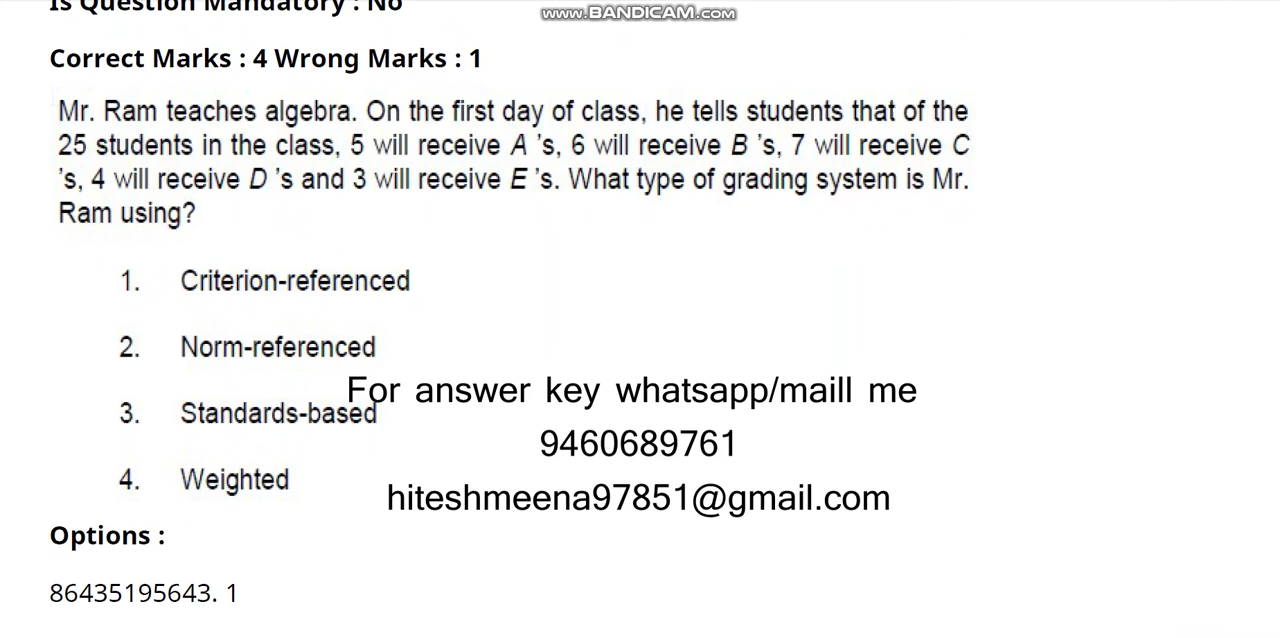 Is Question Mandatory : No
www.BANDICAM.com
Correct Marks : 4 Wrong Marks : 1
Mr. Ram teaches algebra. On the first day of class, he tells students that of the
25 students in the class, 5 will receive A 's, 6 will receive B 's, 7 will receive C
's, 4 will receive D 's and 3 will receive E 's. What type of grading system is Mr.
Ram using?
1. Criterion-referenced
2. Norm-referenced
For answer key whatsapp/maill me
3. Standards-based
9460689761
4. Weighted
hiteshmeena97851@gmail.com
Options :
86435195643. 1